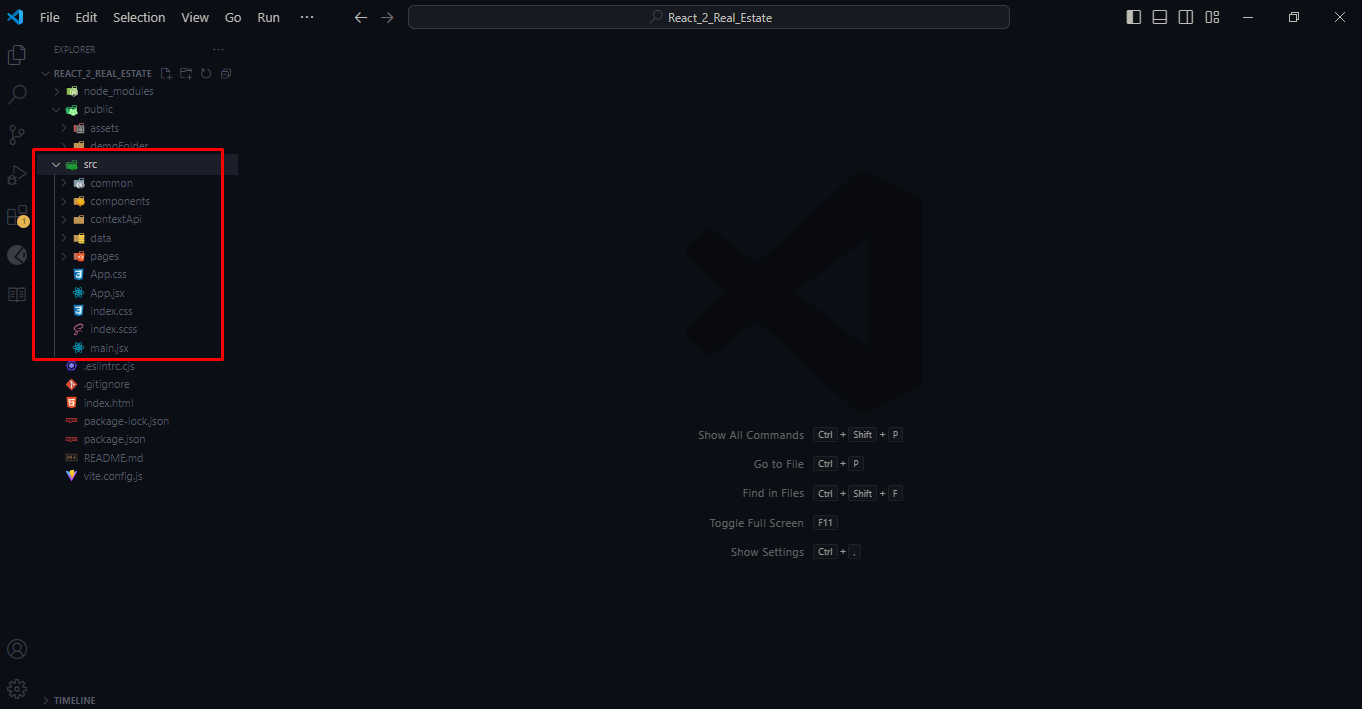 File Edit Selection View Go Run ···
React_2_Real_Estate
EXPLORER ···
REACT_2_REAL_ESTATE
node_modules
public
assets
demoFolder
src
common
components
contextApi
data
pages
App.css
App.jsx
index.css
index.scss
main.jsx
.eslintrc.cjs
.gitignore
index.html
package-lock.json
package.json
README.md
vite.config.js
1
Show All Commands Ctrl + Shift + P
Go to File Ctrl + P
Find in Files Ctrl + Shift + F
Toggle Full Screen F11
Show Settings Ctrl + ,
TIMELINE